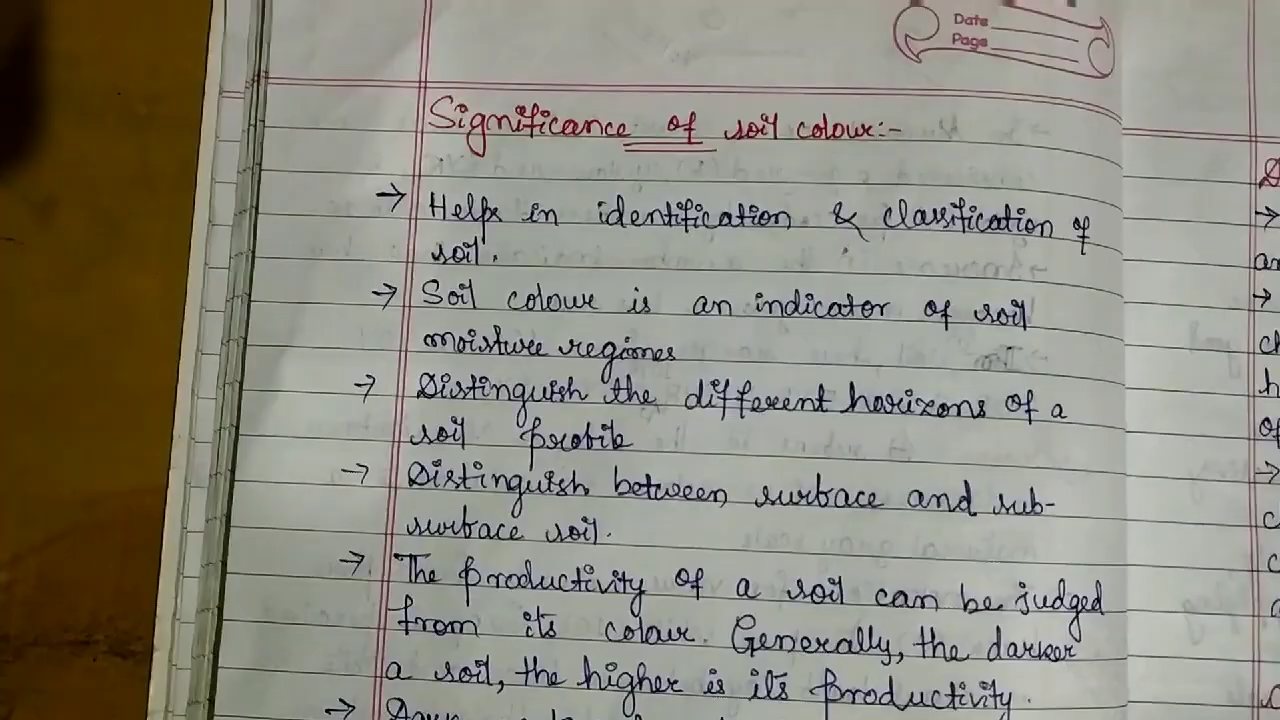 Date
Page
Significance of soil colour:-
→ Helps in identification & classification of
soil.
→ Soil colour is an indicator of soil
moisture regimes
→ Distinguish the different horizons of a
soil profile
→ Distinguish between surface and sub-
surface soil.
→ The productivity of a soil can be judged
from its colour. Generally, the darker
a soil, the higher is its productivity.
→